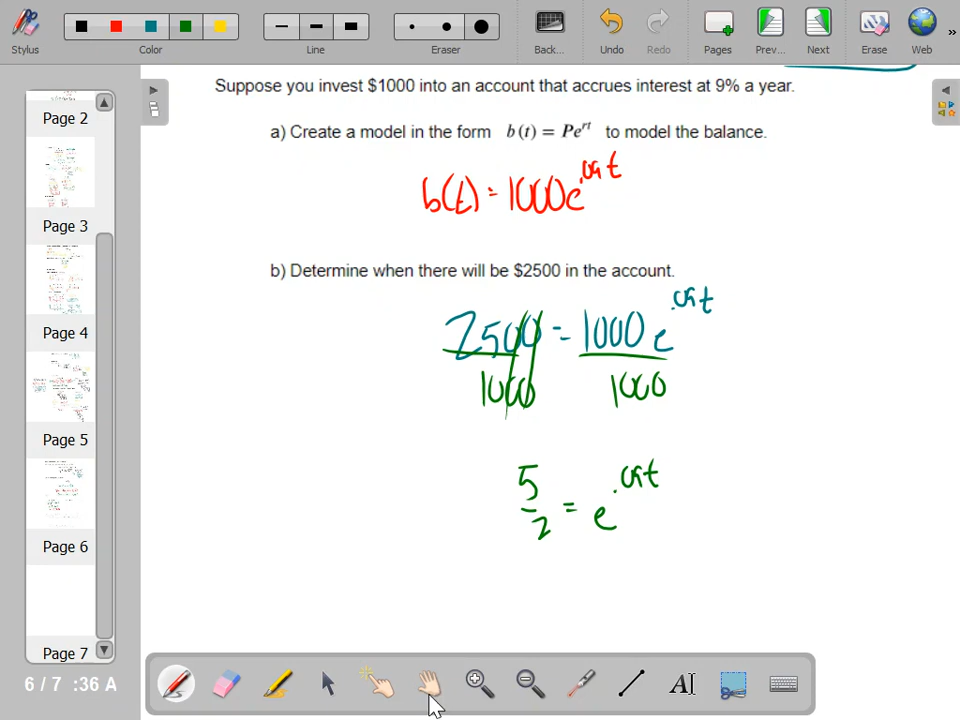 Stylus
Color
Line
Eraser
Back...
Undo
Redo
Pages
Prev...
Next
Erase
Web
»
Page 2
Page 3
Page 4
Page 5
Page 6
Page 7
6 / 7 :36 A
Suppose you invest $1000 into an account that accrues interest at 9% a year.
a) Create a model in the form b(t) = Pe^{rt} to model the balance.
b(t) = 1000e^{.09t}
b) Determine when there will be $2500 in the account.
2500/1000 = 1000e^{.09t}/1000
5/2 = e^{.09t}
A